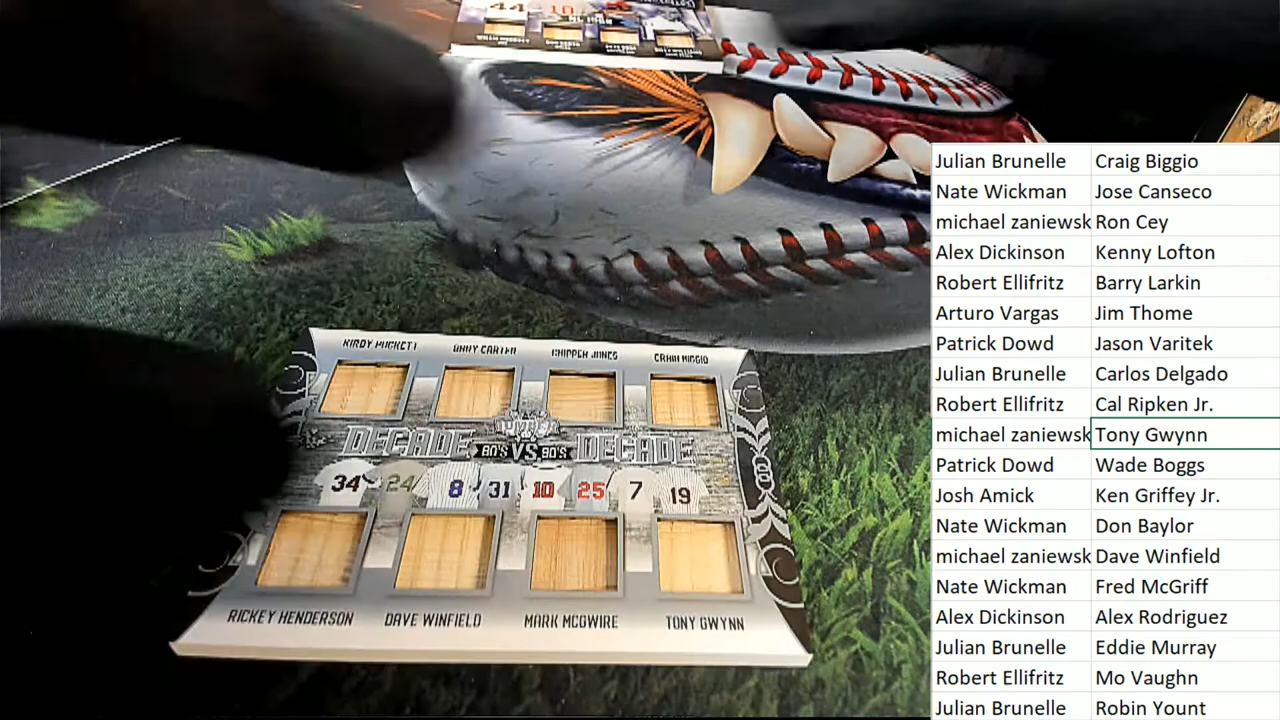 44 10
Julian Brunelle Craig Biggio
Nate Wickman Jose Canseco
michael zaniewsk Ron Cey
Alex Dickinson Kenny Lofton
Robert Ellifritz Barry Larkin
Arturo Vargas Jim Thome
Patrick Dowd Jason Varitek
Julian Brunelle Carlos Delgado
Robert Ellifritz Cal Ripken Jr.
michael zaniewsk Tony Gwynn
Patrick Dowd Wade Boggs
Josh Amick Ken Griffey Jr.
Nate Wickman Don Baylor
michael zaniewsk Dave Winfield
Nate Wickman Fred McGriff
Alex Dickinson Alex Rodriguez
Julian Brunelle Eddie Murray
Robert Ellifritz Mo Vaughn
Julian Brunelle Robin Yount
KIRBY PUCKETT GARY CARTER CHIPPER JONES CRAIG BIGGIO
DECADE 80'S VS. 90'S DECADE
34 24 8 31 10 25 7 19
RICKEY HENDERSON DAVE WINFIELD MARK MCGWIRE TONY GWYNN